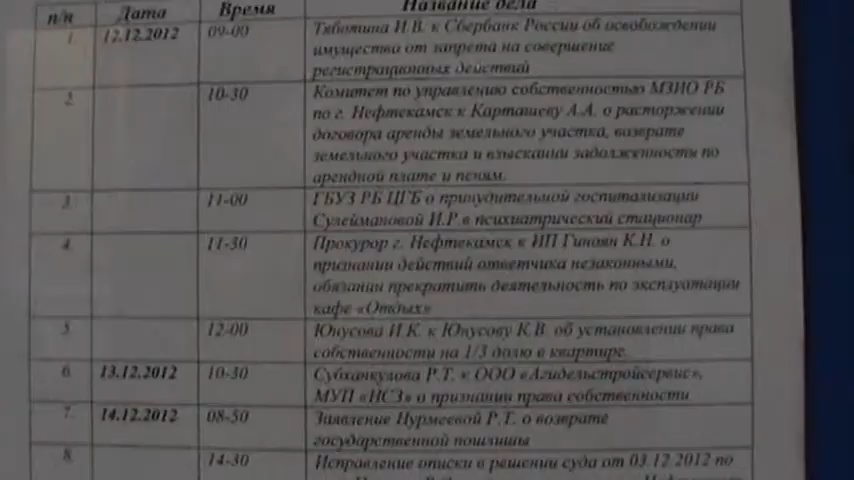 п/п Дата Время Название дела
1. 12.12.2012 09-00 Тяботина И.В. к Сбербанк России об освобождении
имущества от запрета на совершение
регистрационных действий
2. 10-30 Комитет по управлению собственностью МЗИО РБ
по г. Нефтекамск к Карташеву А.А. о расторжении
договора аренды земельного участка, возврате
земельного участка и взыскании задолженности по
арендной плате и пеням.
3. 11-00 ГБУЗ РБ ЦГБ о принудительной госпитализации
Сулеймановой И.Р.в психиатрический стационар
4. 11-30 Прокурор г. Нефтекамск к ИП Гиноян К.Н. о
признании действий ответчика незаконными,
обязании прекратить деятельность по эксплуатации
кафе «Отдых»
5. 12-00 Юнусова И.К. к Юнусову К.В. об установлении права
собственности на 1/3 долю в квартире.
6. 13.12.2012 10-30 Субханкулова Р.Т. к ООО «Агидельстройсервис»,
МУП «ИСЗ» о признании права собственности
7. 14.12.2012 08-50 Заявление Нурмеевой Р.Т. о возврате
государственной пошлины
8. 14-30 Исправление описки в решении суда от 03.12.2012 по